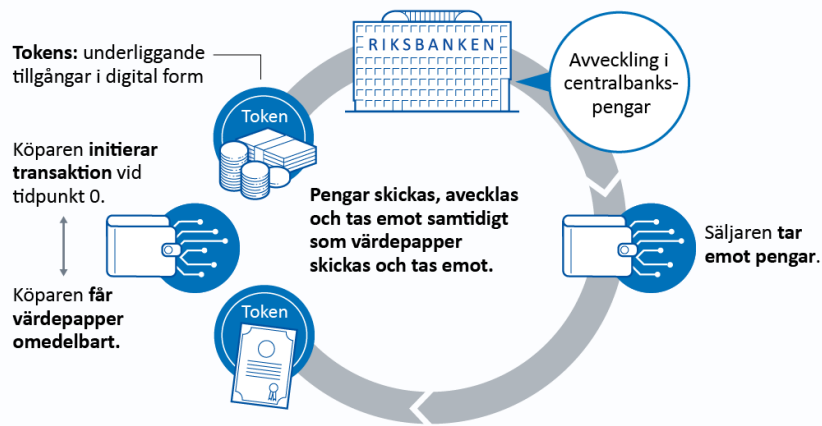 Tokens: underliggande
tillgångar i digital form
RIKSBANKEN
Avveckling i
centralbanks-
pengar
Token
Köparen initierar
transaktion vid
tidpunkt 0.
Pengar skickas, avecklas
och tas emot samtidigt
som värdepapper
skickas och tas emot.
Säljaren tar
emot pengar.
Köparen får
värdepapper
omedelbart.
Token